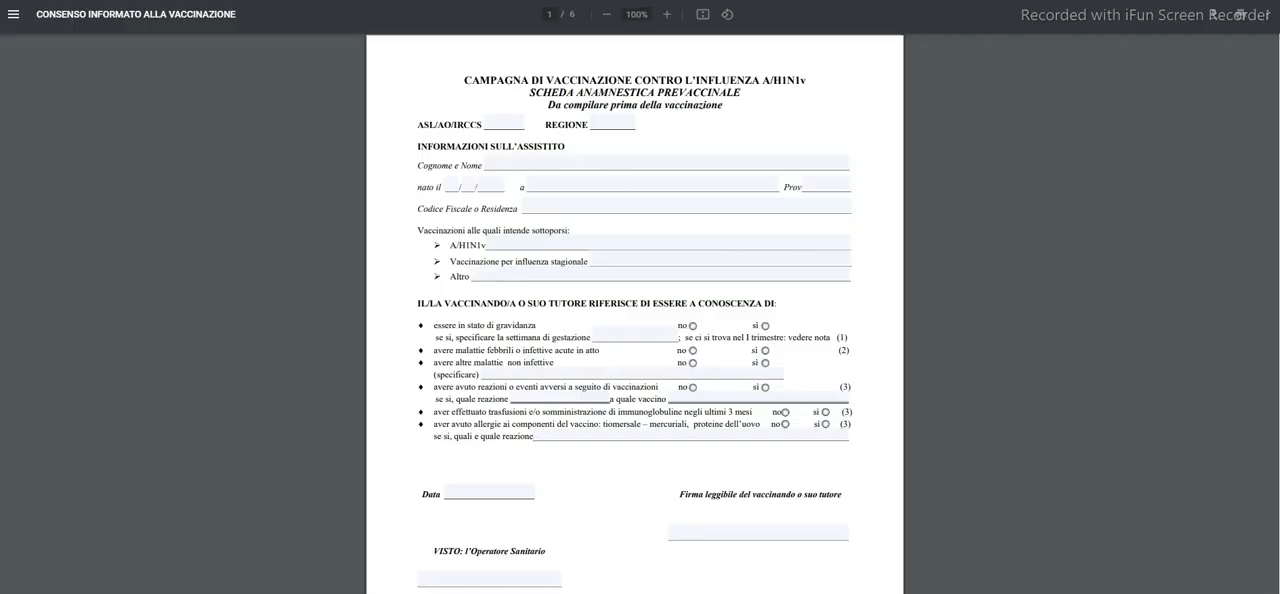 CONSENSO INFORMATO ALLA VACCINAZIONE 1 / 6 — 100% + Recorded with iFun Screen Recorder
CAMPAGNA DI VACCINAZIONE CONTRO L'INFLUENZA A/H1N1v
SCHEDA ANAMNESTICA PREVACCINALE
Da compilare prima della vaccinazione
ASL/AO/IRCCS REGIONE
INFORMAZIONI SULL'ASSISTITO
Cognome e Nome
nato il / / a Prov
Codice Fiscale o Residenza
Vaccinazioni alle quali intende sottoporsi:
➢ A/H1N1v
➢ Vaccinazione per influenza stagionale
➢ Altro
IL/LA VACCINANDO/A O SUO TUTORE RIFERISCE DI ESSERE A CONOSCENZA DI:
♦ essere in stato di gravidanza no sì
se si, specificare la settimana di gestazione ; se ci si trova nel I trimestre: vedere nota (1)
♦ avere malattie febbrili o infettive acute in atto no sì (2)
♦ avere altre malattie non infettive no sì
(specificare)
♦ avere avuto reazioni o eventi avversi a seguito di vaccinazioni no sì (3)
se si, quale reazione a quale vaccino
♦ aver effettuato trasfusioni e/o somministrazione di immunoglobuline negli ultimi 3 mesi no sì (3)
♦ aver avuto allergie ai componenti del vaccino: tiomersale – mercuriali, proteine dell'uovo no sì (3)
se si, quali e quale reazione
Data Firma leggibile del vaccinando o suo tutore
VISTO: l'Operatore Sanitario